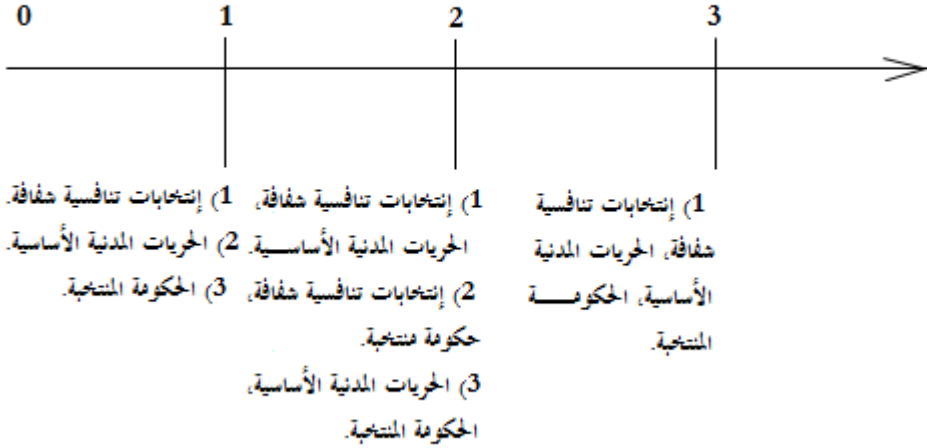 0 1 2 3
1) إنتخابات تنافسية شفافة.
2) الحريات المدنية الأساسية.
3) الحكومة المنتخبة.
1) إنتخابات تنافسية شفافة،
الحريات المدنية الأساســـية.
2) إنتخابات تنافسية شفافة،
حكومة منتخبة.
3) الحريات المدنية الأساسية،
الحكومة المنتخبة.
1) إنتخابات تنافسية
شفافة، الحريات المدنية
الأساسية، الحكومـــــة
المنتخبة.